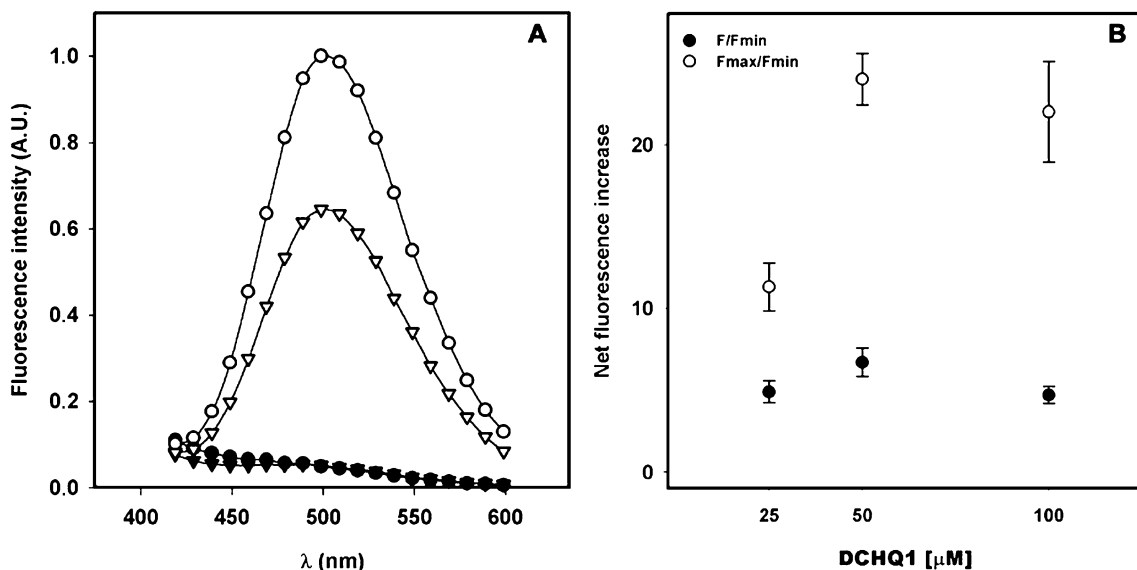 A
Fluorescence intensity (A.U.)
1.0
0.8
0.6
0.4
0.2
0.0
400
450
500
550
600
λ (nm)
B
F/Fmin
Fmax/Fmin
Net fluorescence increase
20
10
0
25
50
100
DCHQ1 [μM]